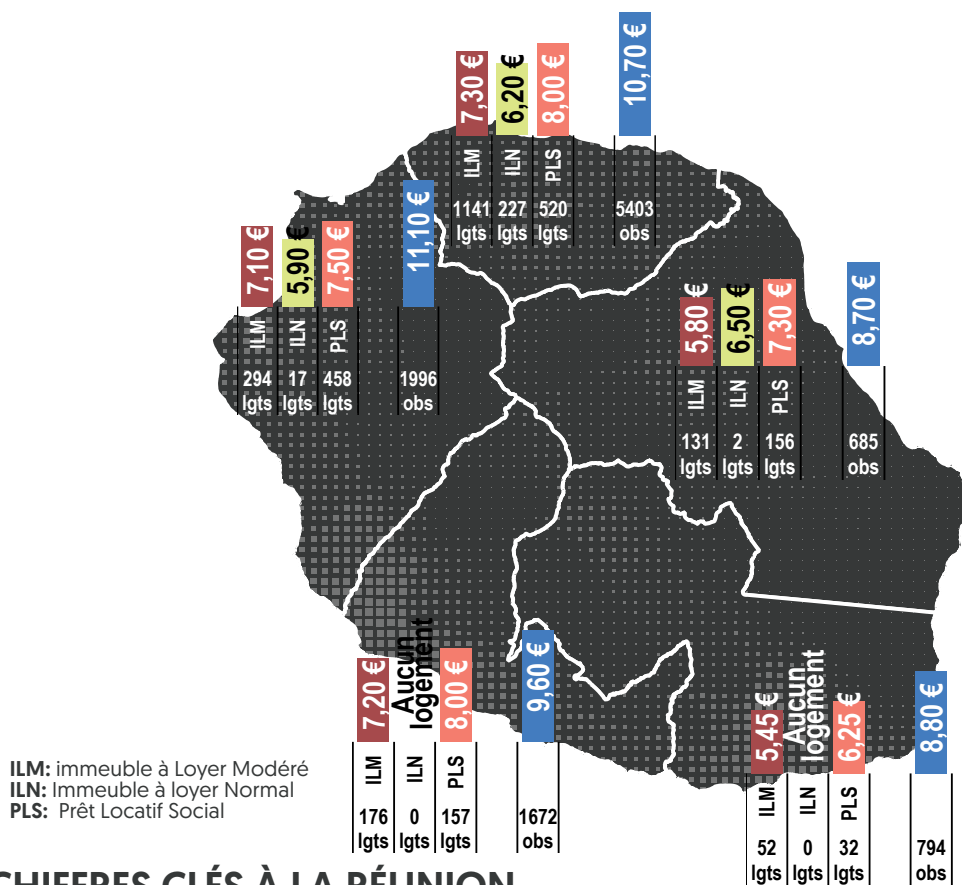 7,30 €
6,20 €
8,00 €
10,70 €
ILM
ILN
PLS
1141 lgts
227 lgts
520 lgts
5403 obs
7,10 €
5,90 €
7,50 €
11,10 €
ILM
ILN
PLS
294 lgts
17 lgts
458 lgts
1996 obs
5,80 €
6,50 €
7,30 €
8,70 €
ILM
ILN
PLS
131 lgts
2 lgts
156 lgts
685 obs
7,20 €
Aucun logement
8,00 €
9,60 €
ILM
ILN
PLS
176 lgts
0 lgts
157 lgts
1672 obs
5,45 €
Aucun logement
6,25 €
8,80 €
ILM
ILN
PLS
52 lgts
0 lgts
32 lgts
794 obs
ILM: immeuble à Loyer Modéré
ILN: Immeuble à loyer Normal
PLS: Prêt Locatif Social
CHIFFRES CLÉS À LA RÉUNION